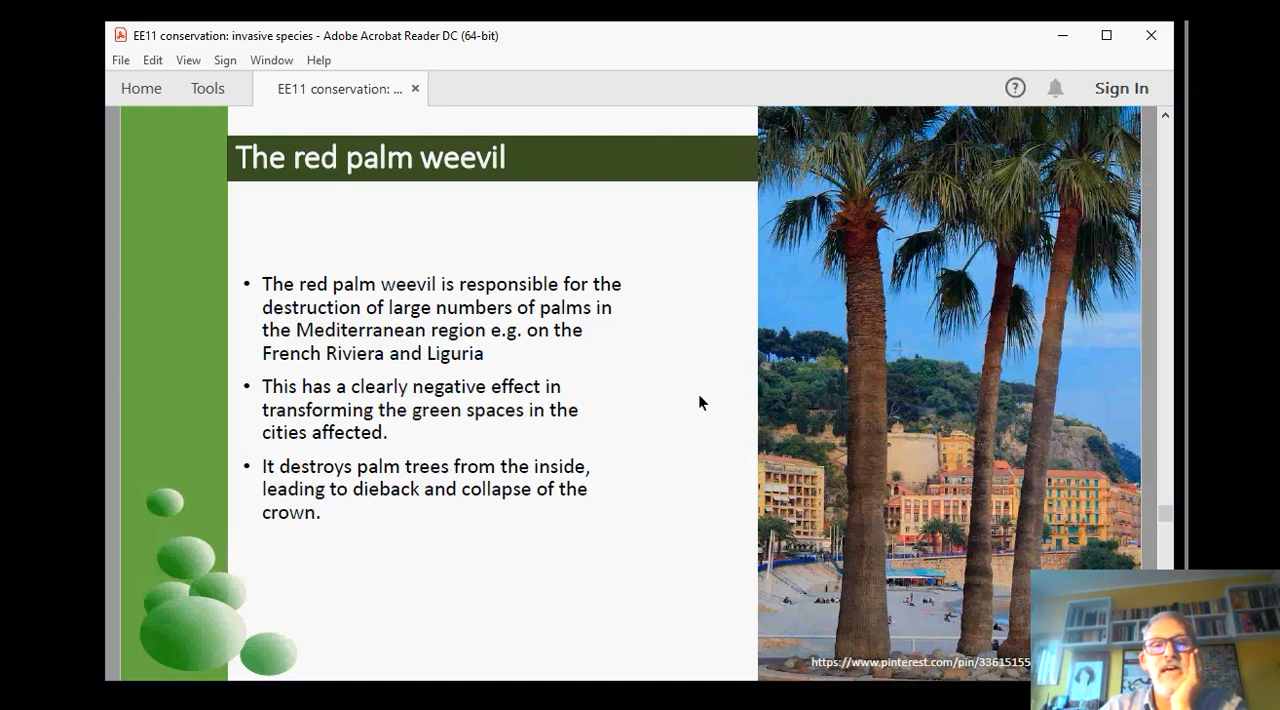 EE11 conservation: invasive species - Adobe Acrobat Reader DC (64-bit)
File Edit View Sign Window Help
Home Tools EE11 conservation: ... × ? Sign In
The red palm weevil
• The red palm weevil is responsible for the
destruction of large numbers of palms in
the Mediterranean region e.g. on the
French Riviera and Liguria
• This has a clearly negative effect in
transforming the green spaces in the
cities affected.
• It destroys palm trees from the inside,
leading to dieback and collapse of the
crown.
https://www.pinterest.com/pin/33615155